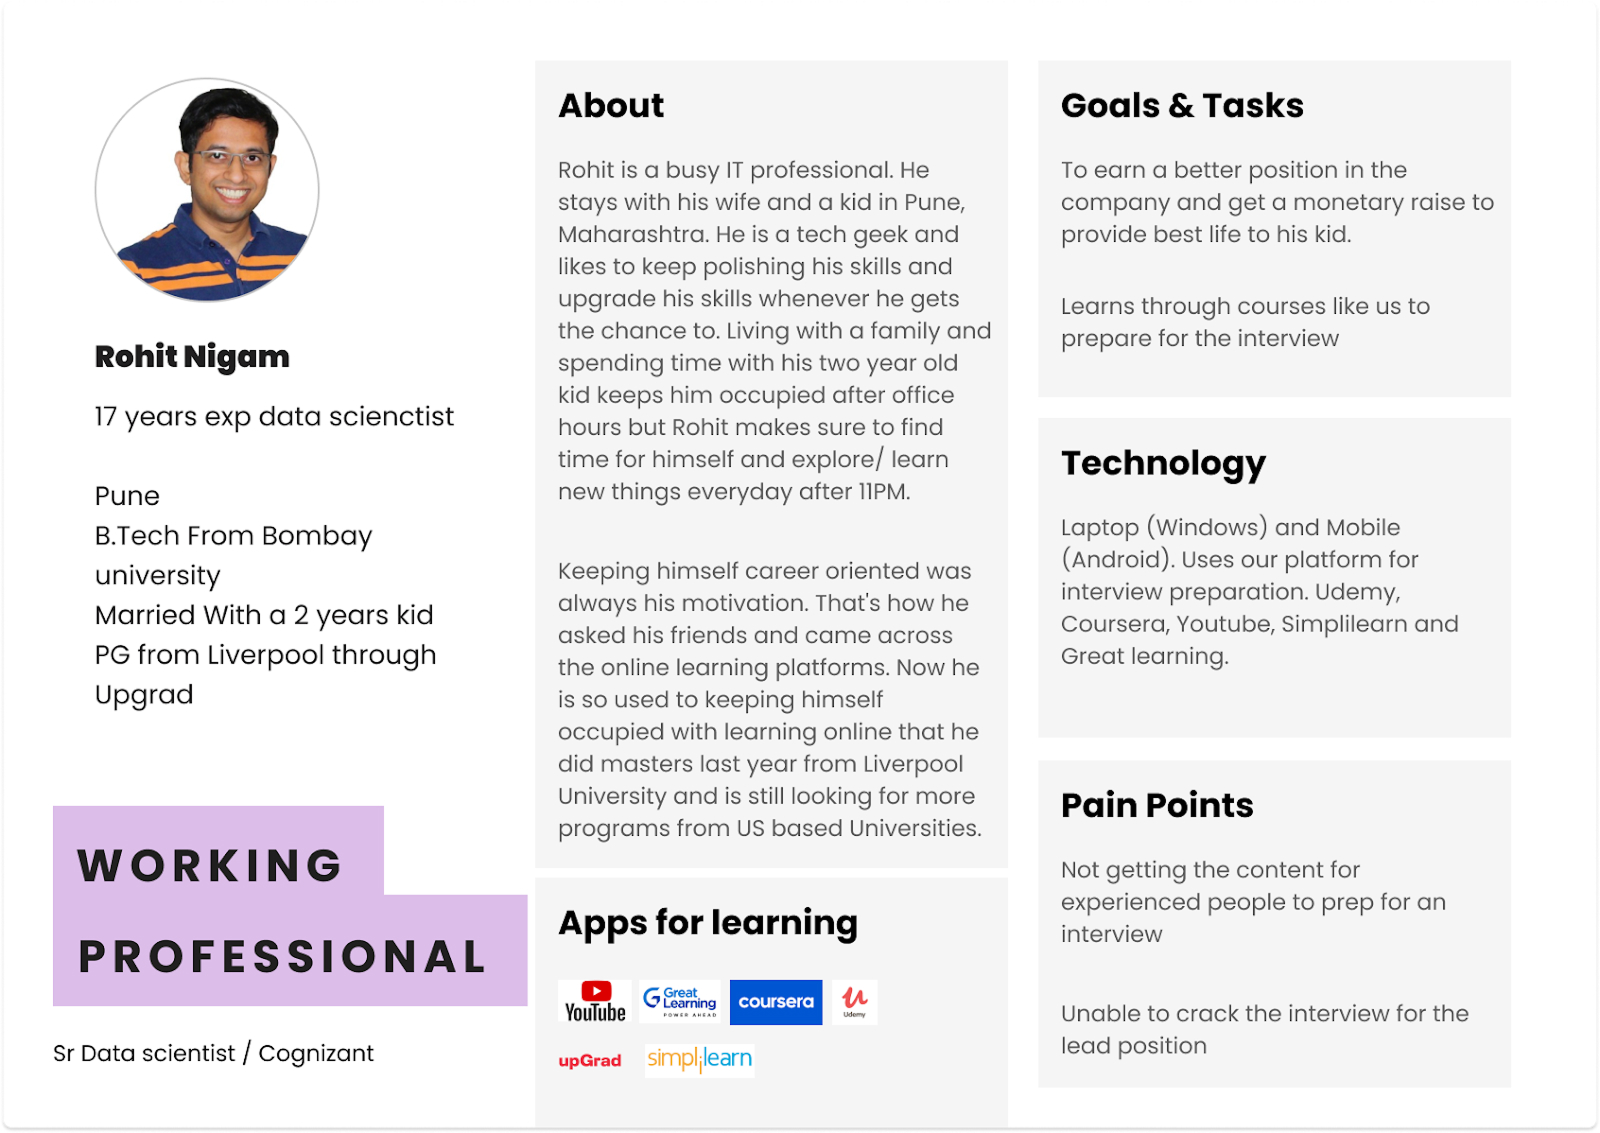 Rohit Nigam
17 years exp data scienctist
Pune
B.Tech From Bombay
university
Married With a 2 years kid
PG from Liverpool through
Upgrad
WORKING
PROFESSIONAL
Sr Data scientist / Cognizant
About
Rohit is a busy IT professional. He
stays with his wife and a kid in Pune,
Maharashtra. He is a tech geek and
likes to keep polishing his skills and
upgrade his skills whenever he gets
the chance to. Living with a family and
spending time with his two year old
kid keeps him occupied after office
hours but Rohit makes sure to find
time for himself and explore/ learn
new things everyday after 11PM.
Keeping himself career oriented was
always his motivation. That's how he
asked his friends and came across
the online learning platforms. Now he
is so used to keeping himself
occupied with learning online that he
did masters last year from Liverpool
University and is still looking for more
programs from US based Universities.
Apps for learning
YouTube
Great
Learning
POWER AHEAD
coursera
Udemy
upGrad
simplilearn
Goals & Tasks
To earn a better position in the
company and get a monetary raise to
provide best life to his kid.
Learns through courses like us to
prepare for the interview
Technology
Laptop (Windows) and Mobile
(Android). Uses our platform for
interview preparation. Udemy,
Coursera, Youtube, Simplilearn and
Great learning.
Pain Points
Not getting the content for
experienced people to prep for an
interview
Unable to crack the interview for the
lead position